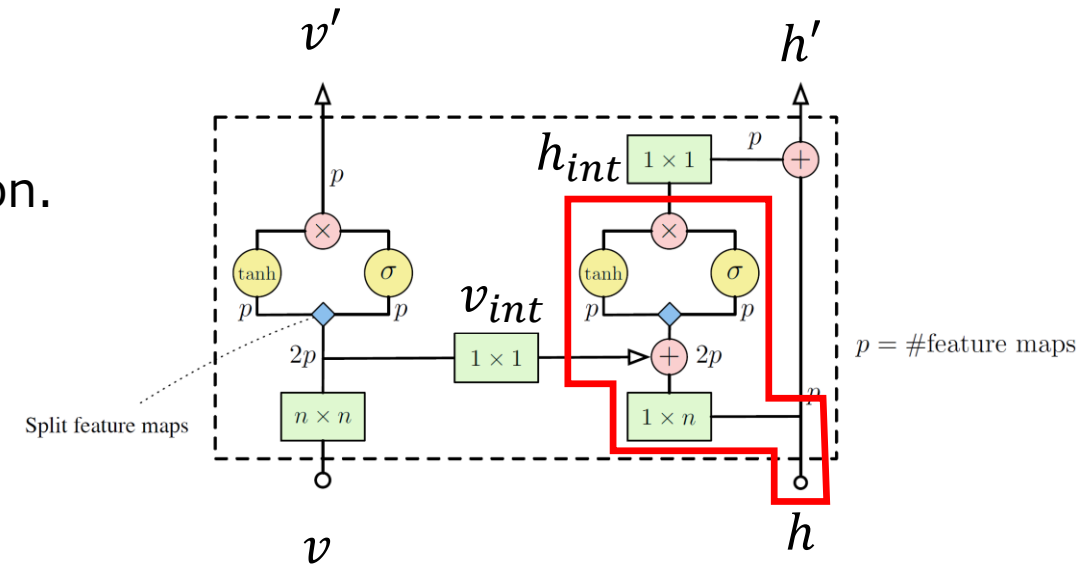 v′ h′
on.
h_int 1 × 1 p +
p
× ×
tanh σ tanh σ
p p v_int p p
2p 1 × 1 + 2p p = #feature maps
p
Split feature maps n × n 1 × n
v h